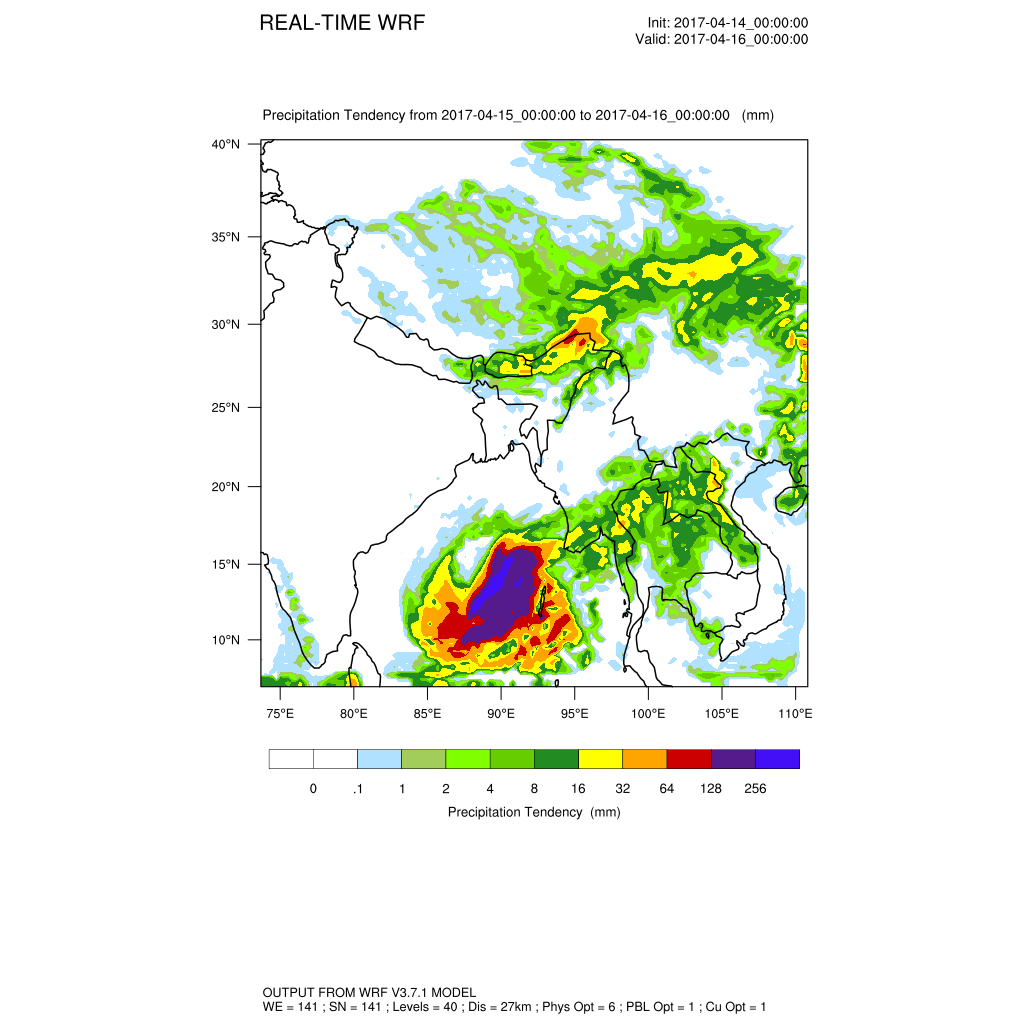 REAL-TIME WRF
Init: 2017-04-14_00:00:00
Valid: 2017-04-16_00:00:00
Precipitation Tendency from 2017-04-15_00:00:00 to 2017-04-16_00:00:00 (mm)
40°N
35°N
30°N
25°N
20°N
15°N
10°N
75°E 80°E 85°E 90°E 95°E 100°E 105°E 110°E
0 .1 1 2 4 8 16 32 64 128 256
Precipitation Tendency (mm)
OUTPUT FROM WRF V3.7.1 MODEL
WE = 141 ; SN = 141 ; Levels = 40 ; Dis = 27km ; Phys Opt = 6 ; PBL Opt = 1 ; Cu Opt = 1